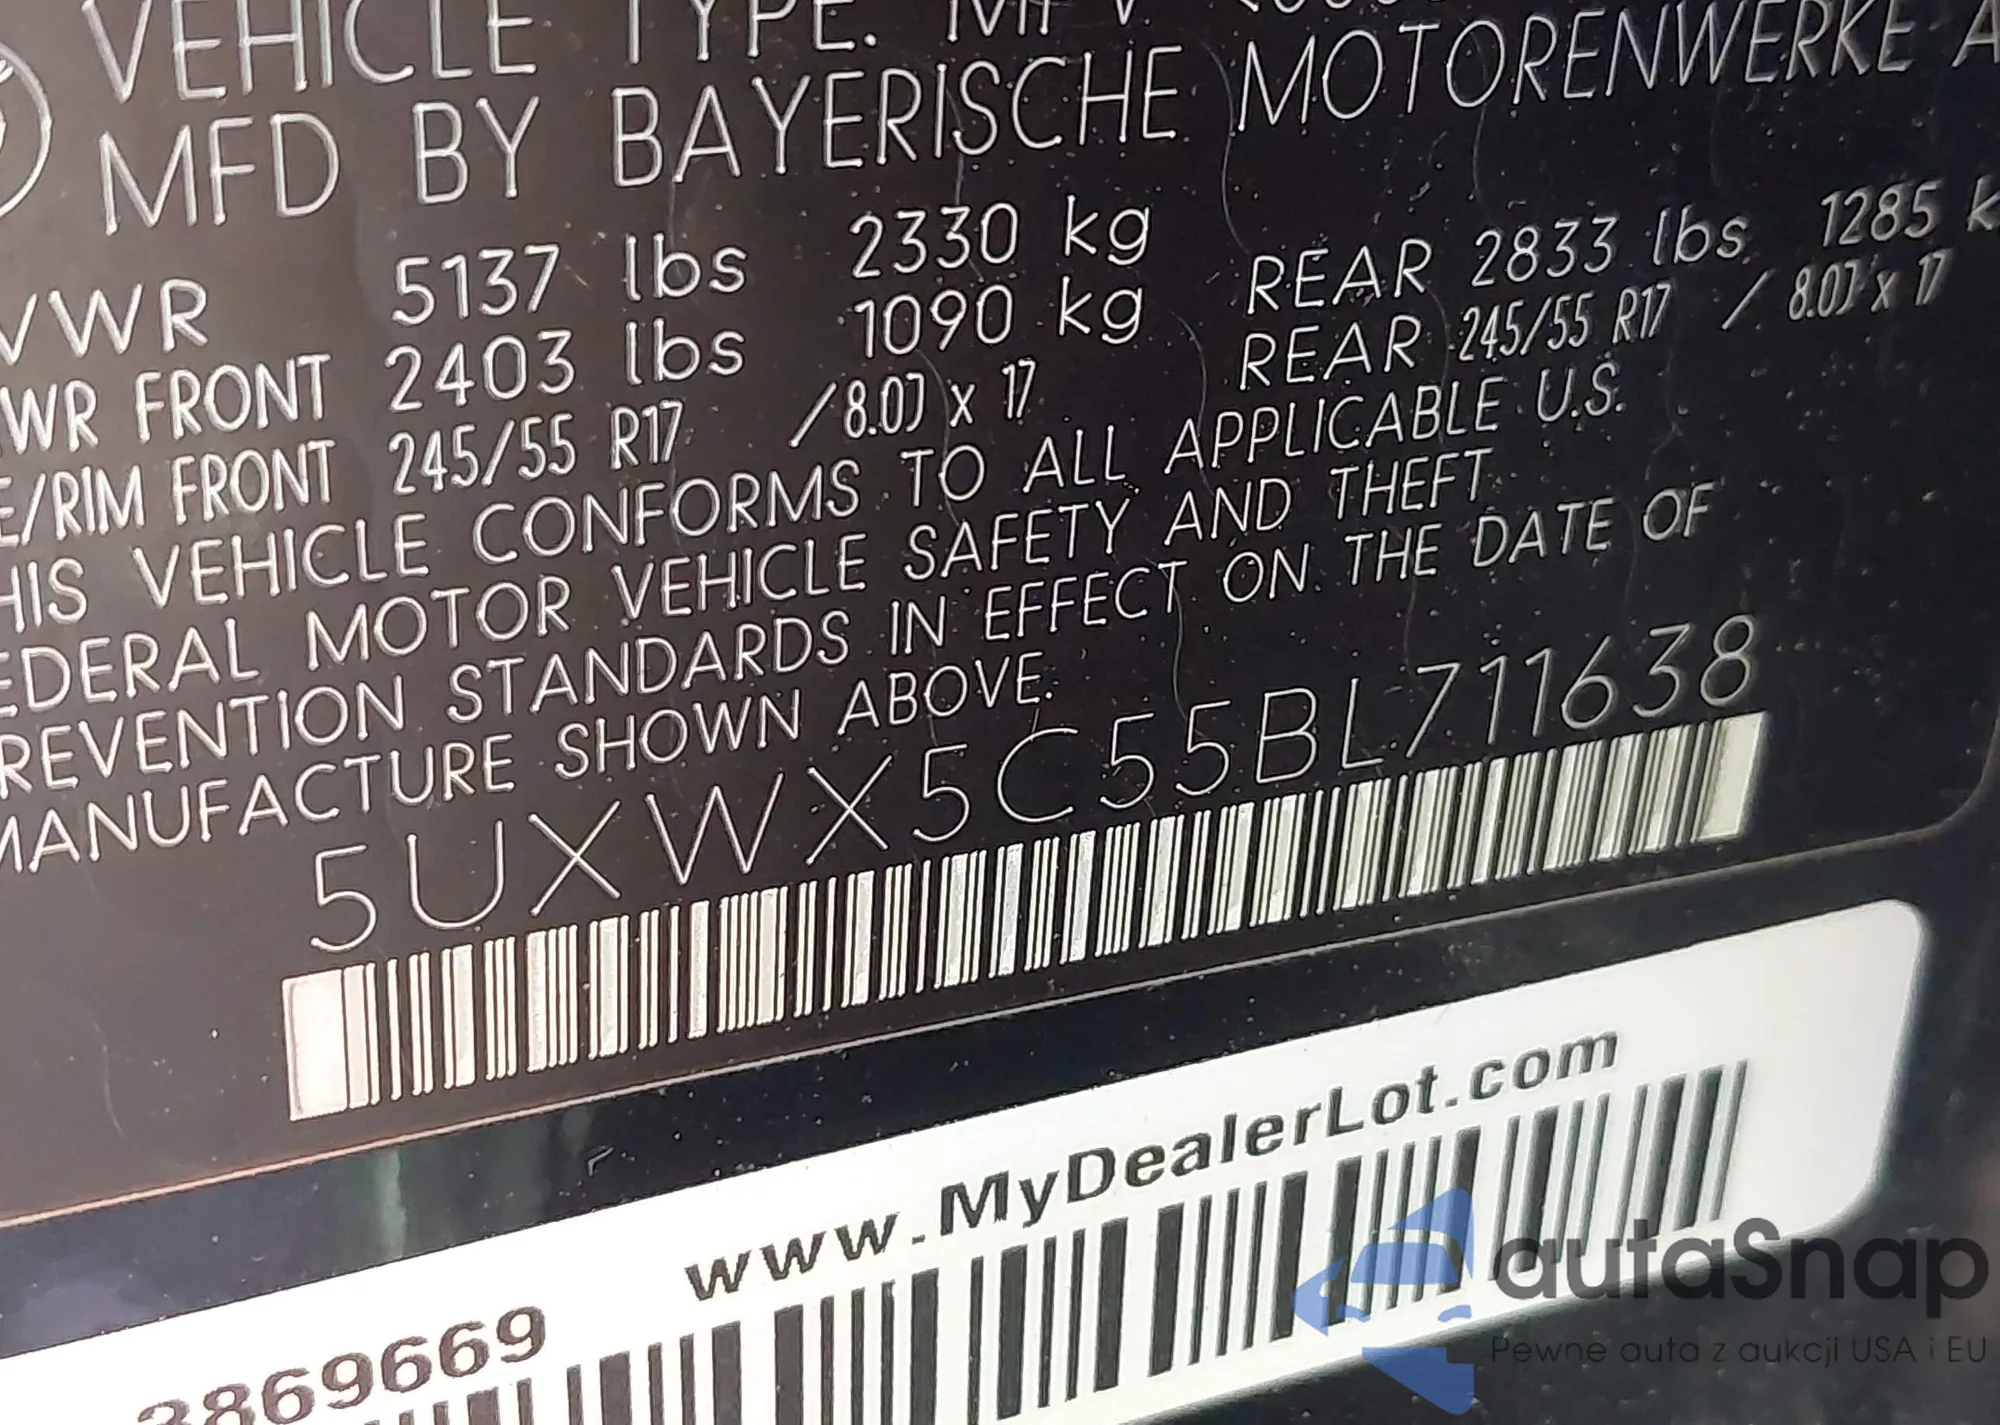 VEHICLE TYPE: MPV
MFD BY BAYERISCHE MOTORENWERKE A
VWR 5137 lbs 2330 kg
WR FRONT 2403 lbs 1090 kg REAR 2833 lbs 1285 k
E/RIM FRONT 245/55 R17 /8.0J x 17 REAR 245/55 R17 / 8.0J x 17
HIS VEHICLE CONFORMS TO ALL APPLICABLE U.S.
EDERAL MOTOR VEHICLE SAFETY AND THEFT
REVENTION STANDARDS IN EFFECT ON THE DATE OF
MANUFACTURE SHOWN ABOVE.
5UXWX5C55BL711638
www.MyDealerLot.com
3869669
autaSnap
Pewne auta z aukcji USA i EU